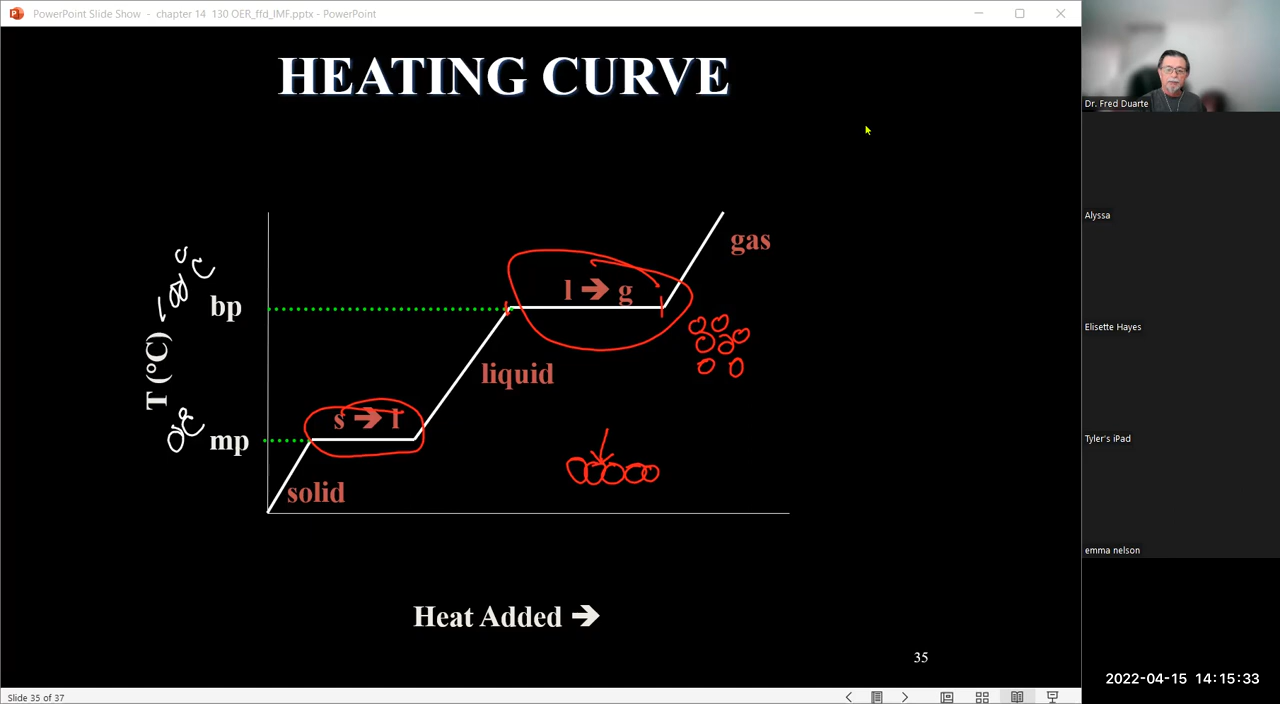 PowerPoint Slide Show - chapter 14 130 OER_ffd_IMF.pptx - PowerPoint
HEATING CURVE
Dr. Fred Duarte
Alyssa
Elisette Hayes
Tyler's iPad
emma nelson
gas
100°C
bp
l → g
T (°C)
liquid
s → l
0°C
mp
solid
Heat Added →
35
Slide 35 of 37
2022-04-15 14:15:33